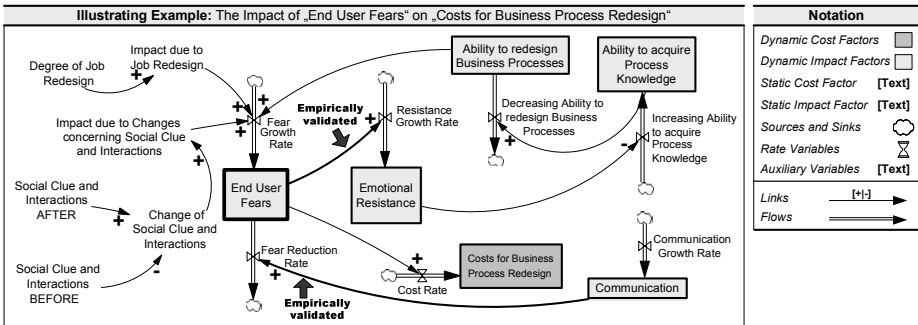 Illustrating Example: The Impact of „End User Fears“ on „Costs for Business Process Redesign“
Impact due to
Job Redesign
Degree of Job
Redesign
+
+
+
+
+
Fear
Growth
Rate
Impact due to Changes
concerning Social Clue
and Interactions
+
Social Clue and
Interactions
AFTER
+
Change of
Social Clue and
Interactions
-
Social Clue and
Interactions
BEFORE
End User
Fears
Fear Reduction
Rate
+
Empirically
validated
Empirically
validated
+
Resistance
Growth Rate
Emotional
Resistance
Ability to redesign
Business Processes
Decreasing Ability to
redesign Business
Processes
+
Ability to acquire
Process
Knowledge
-
Increasing Ability
to acquire
Process
Knowledge
+
Cost Rate
Costs for Business
Process Redesign
Communication
Growth Rate
Communication
Notation
Dynamic Cost Factors
Dynamic Impact Factors
Static Cost Factor [Text]
Static Impact Factor [Text]
Sources and Sinks
Rate Variables
Auxiliary Variables [Text]
Links [+|-]
Flows